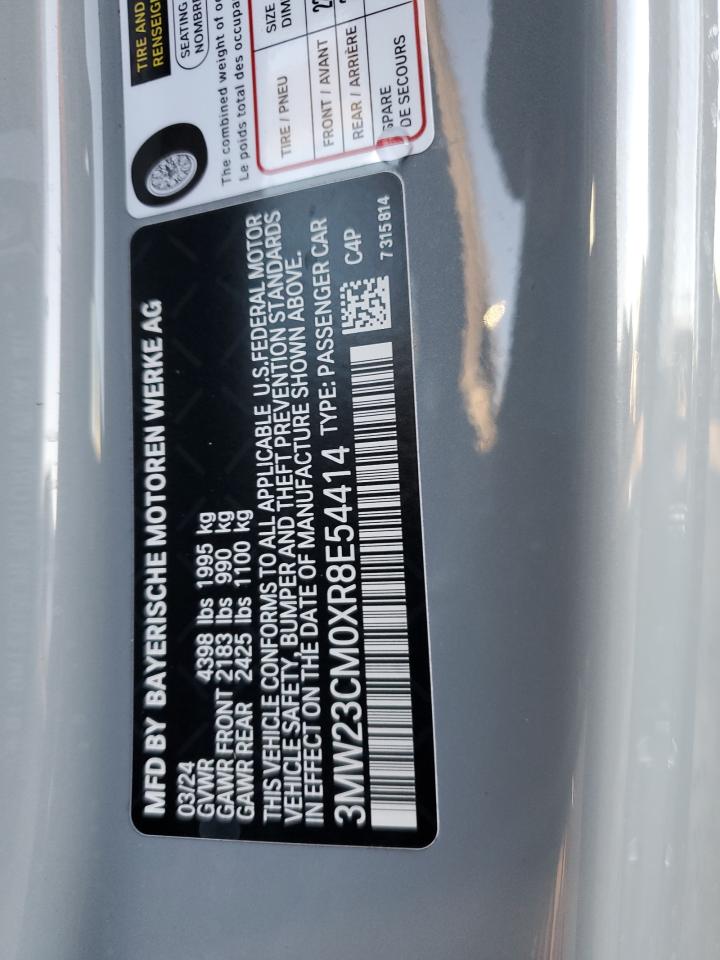 TIRE AND
RENSEIG
SEATING
NOMBRE
The combined weight of oc
Le poids total des occupa
TIRE / PNEU
SIZE
DIM
FRONT / AVANT
REAR / ARRIÈRE
SPARE
DE SECOURS
MFD BY BAYERISCHE MOTOREN WERKE AG
03/24
GVWR 4398 lbs 1995 kg
GAWR FRONT 2183 lbs 990 kg
GAWR REAR 2425 lbs 1100 kg
THIS VEHICLE CONFORMS TO ALL APPLICABLE U.S.FEDERAL MOTOR
VEHICLE SAFETY, BUMPER AND THEFT PREVENTION STANDARDS
IN EFFECT ON THE DATE OF MANUFACTURE SHOWN ABOVE.
3MW23CM0XR8E54414 TYPE: PASSENGER CAR
C4P
7315814